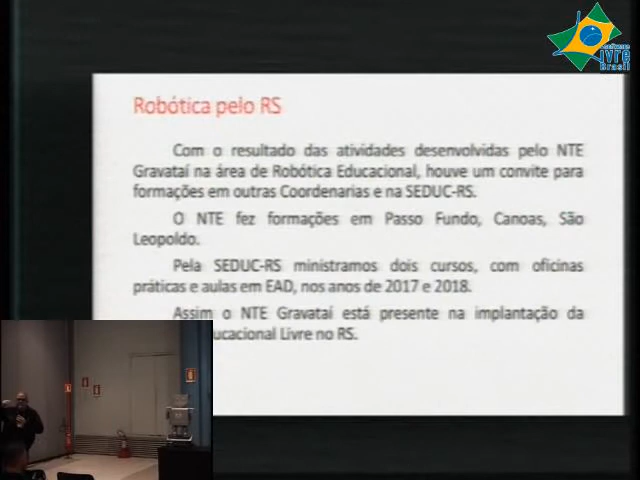 ivre
Brasil
Robótica pelo RS
Com o resultado das atividades desenvolvidas pelo NTE
Gravataí na área de Robótica Educacional, houve um convite para
formações em outras Coordenarias e na SEDUC-RS.
O NTE fez formações em Passo Fundo, Canoas, São
Leopoldo.
Pela SEDUC-RS ministramos dois cursos, com oficinas
práticas e aulas em EAD, nos anos de 2017 e 2018.
Assim o NTE Gravataí está presente na implantação da
ucacional Livre no RS.